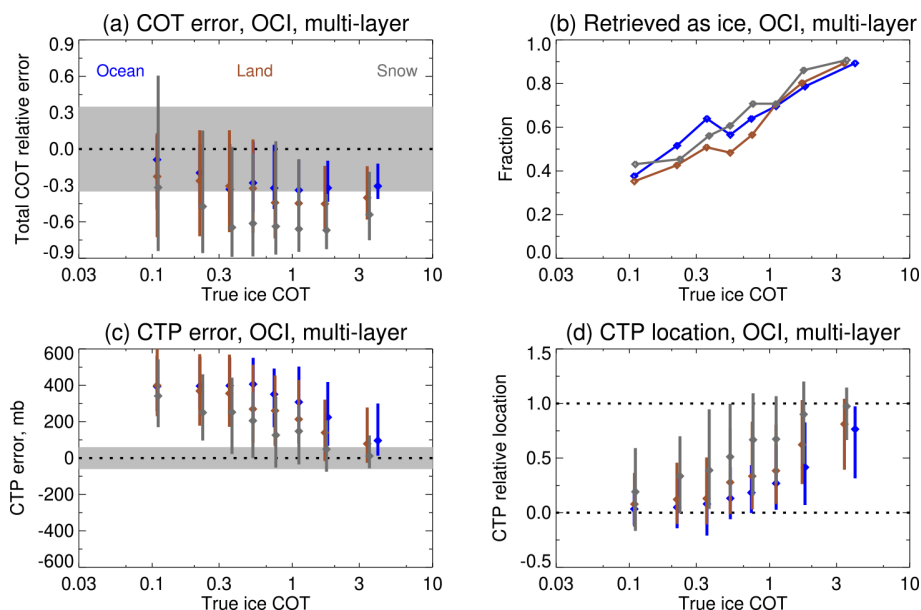 (a) COT error, OCI, multi-layer
Total COT relative error
0.9
0.6
0.3
0.0
-0.3
-0.6
-0.9
Ocean Land Snow
0.03 0.1 0.3 1 3 10
True ice COT
(b) Retrieved as ice, OCI, multi-layer
Fraction
1.0
0.8
0.6
0.4
0.2
0.0
0.03 0.1 0.3 1 3 10
True ice COT
(c) CTP error, OCI, multi-layer
CTP error, mb
600
400
200
0
-200
-400
-600
0.03 0.1 0.3 1 3 10
True ice COT
(d) CTP location, OCI, multi-layer
CTP relative location
1.5
1.0
0.5
0.0
-0.5
0.03 0.1 0.3 1 3 10
True ice COT